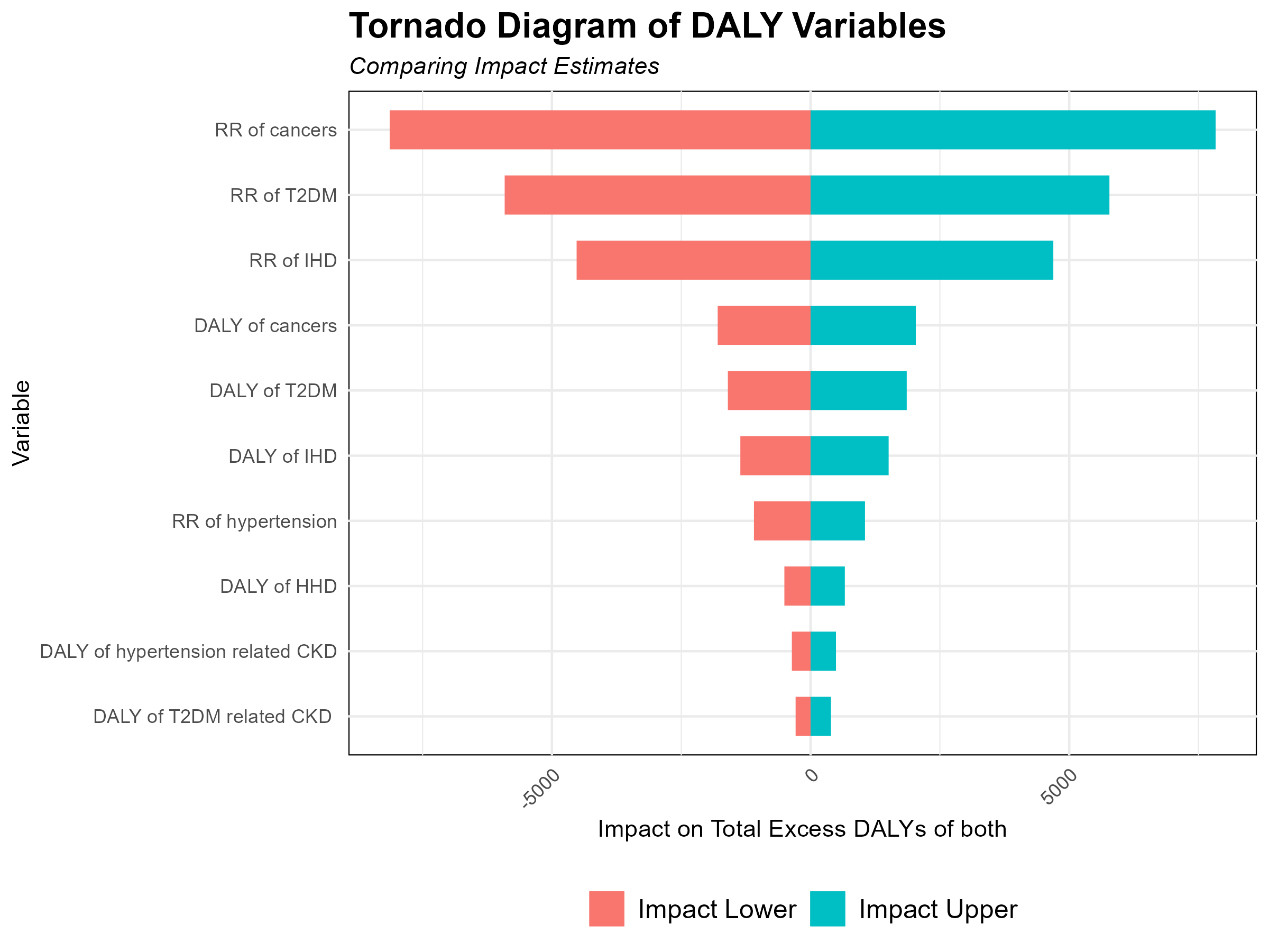 Tornado Diagram of DALY Variables
Comparing Impact Estimates
RR of cancers
RR of T2DM
RR of IHD
DALY of cancers
DALY of T2DM
DALY of IHD
RR of hypertension
DALY of HHD
DALY of hypertension related CKD
DALY of T2DM related CKD
Variable
-5000
0
5000
Impact on Total Excess DALYs of both
Impact Lower
Impact Upper